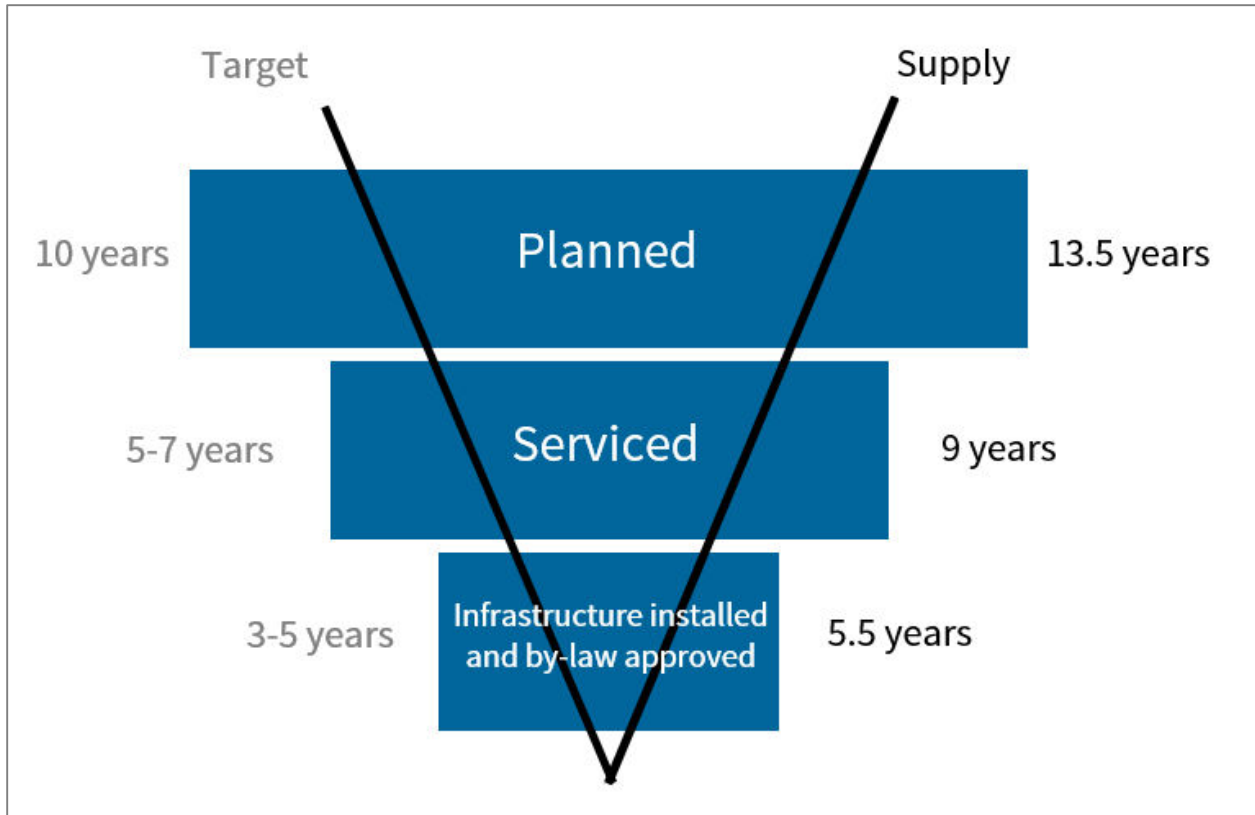 Target
Supply
10 years
Planned
13.5 years
5-7 years
Serviced
9 years
3-5 years
Infrastructure installed
and by-law approved
5.5 years